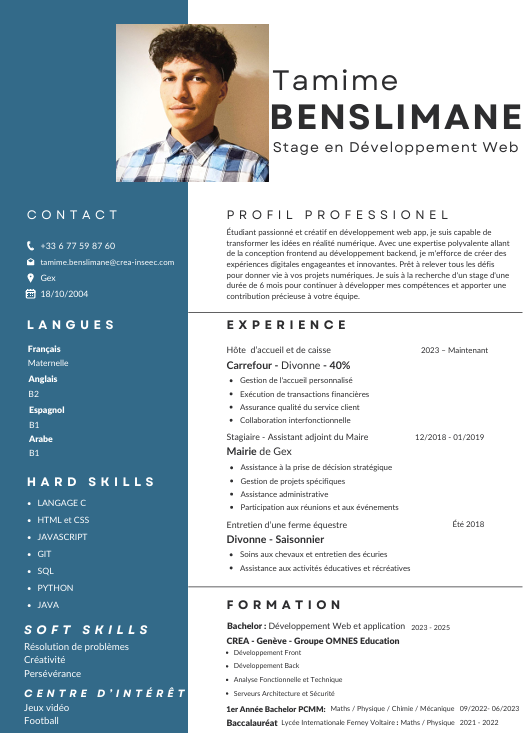 Tamime
BENSLIMANE
Stage en Développement Web
CONTACT
+33 6 77 59 87 60
tamime.benslimane@crea-inseec.com
Gex
18/10/2004
LANGUES
Français
Maternelle
Anglais
B2
Espagnol
B1
Arabe
B1
HARD SKILLS
• LANGAGE C
• HTML et CSS
• JAVASCRIPT
• GIT
• SQL
• PYTHON
• JAVA
SOFT SKILLS
Résolution de problèmes
Créativité
Persévérance
CENTRE D'INTÉRÊT
Jeux vidéo
Football
PROFIL PROFESSIONEL
Étudiant passionné et créatif en développement web app, je suis capable de
transformer les idées en réalité numérique. Avec une expertise polyvalente allant
de la conception frontend au développement backend, je m'efforce de créer des
expériences digitales engageantes et innovantes. Prêt à relever tous les défis
pour donner vie à vos projets numériques. Je suis à la recherche d'un stage d'une
durée de 6 mois pour continuer à développer mes compétences et apporter une
contribution précieuse à votre équipe.
EXPERIENCE
Hôte d'accueil et de caisse 2023 – Maintenant
Carrefour - Divonne - 40%
• Gestion de l'accueil personnalisé
• Exécution de transactions financières
• Assurance qualité du service client
• Collaboration interfonctionnelle
Stagiaire - Assistant adjoint du Maire 12/2018 - 01/2019
Mairie de Gex
• Assistance à la prise de décision stratégique
• Gestion de projets spécifiques
• Assistance administrative
• Participation aux réunions et aux événements
Entretien d'une ferme équestre Été 2018
Divonne - Saisonnier
• Soins aux chevaux et entretien des écuries
• Assistance aux activités éducatives et récréatives
FORMATION
Bachelor : Développement Web et application 2023 - 2025
CREA - Genève - Groupe OMNES Education
• Développement Front
• Développement Back
• Analyse Fonctionnelle et Technique
• Serveurs Architecture et Sécurité
1er Année Bachelor PCMM: Maths / Physique / Chimie / Mécanique 09/2022- 06/2023
Baccalauréat Lycée Internationale Ferney Voltaire : Maths / Physique 2021 - 2022